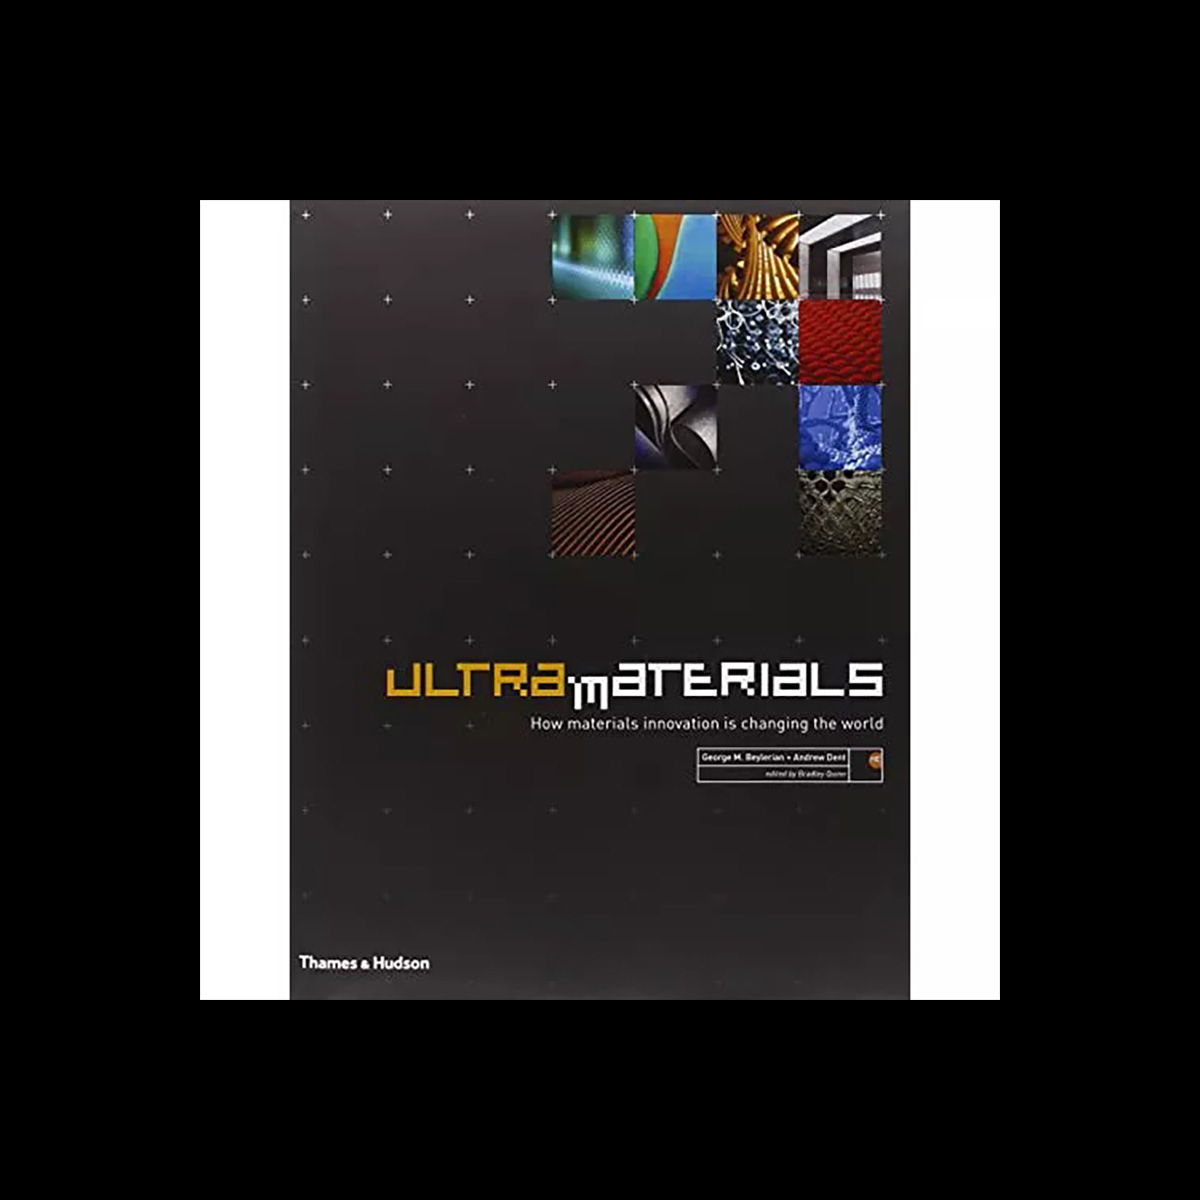 ULTRAMATERIALS
How materials innovation is changing the world
George M. Beylerian • Andrew Dent
edited by Bradley Quinn
Thames & Hudson